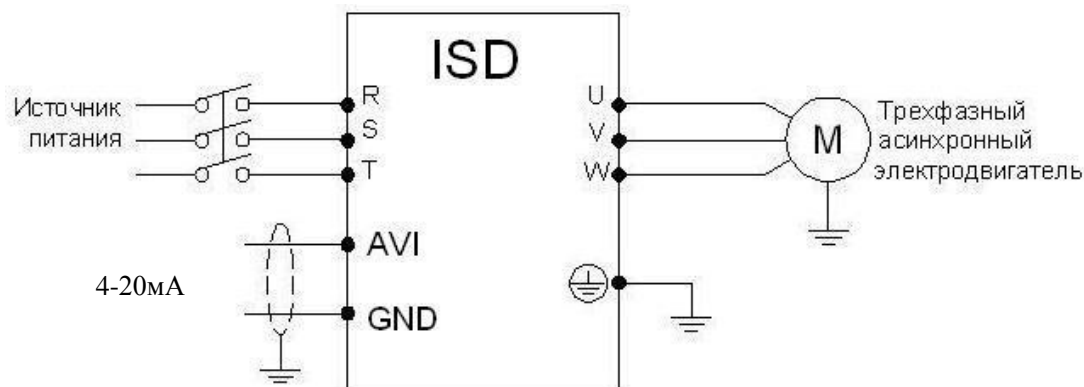 ISD
Источник
питания
R
S
T
U
V
W
M
Трехфазный
асинхронный
электродвигатель
AVI
4-20мА
GND